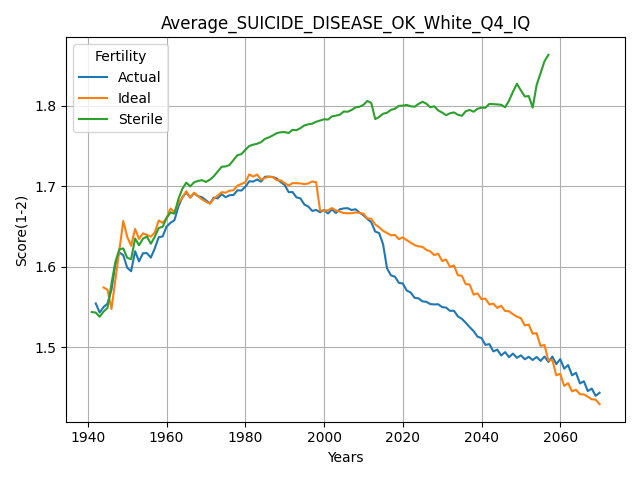 Average_SUICIDE_DISEASE_OK_White_Q4_IQ
Fertility
Actual
Ideal
Sterile
Score(1-2)
1.8
1.7
1.6
1.5
1940 1960 1980 2000 2020 2040 2060
Years